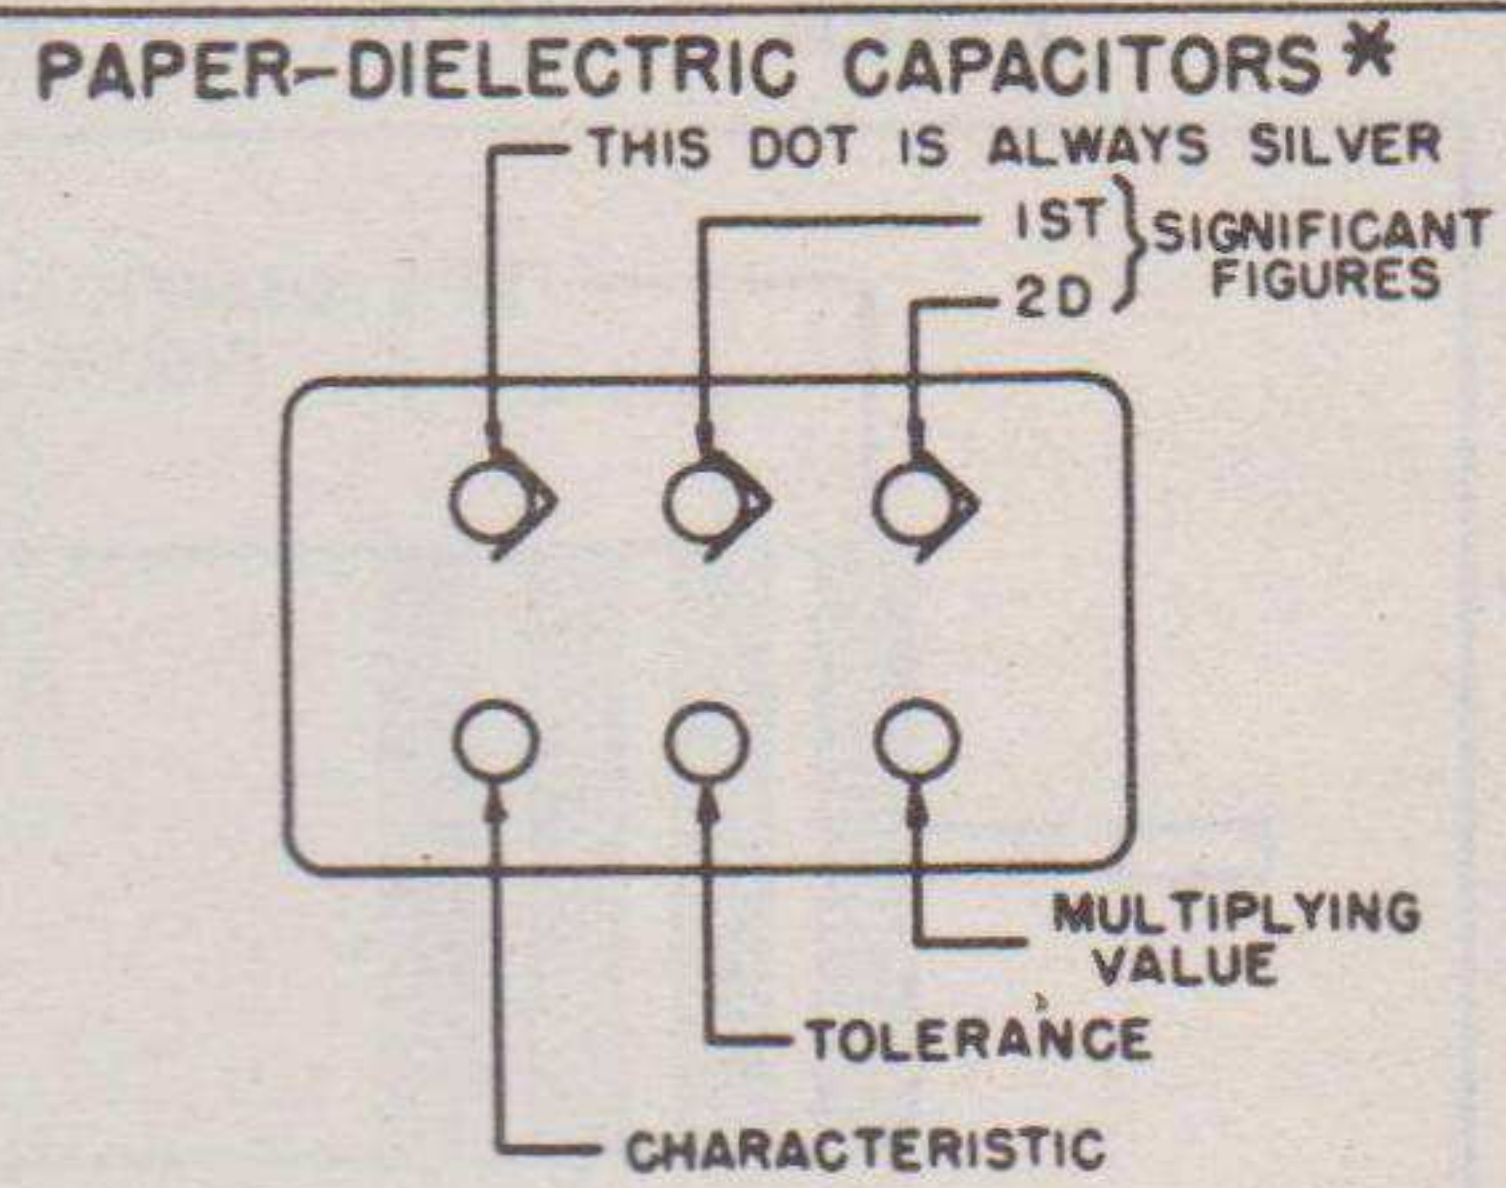 PAPER-DIELECTRIC CAPACITORS*
THIS DOT IS ALWAYS SILVER
1ST
2D
SIGNIFICANT
FIGURES
MULTIPLYING
VALUE
TOLERANCE
CHARACTERISTIC